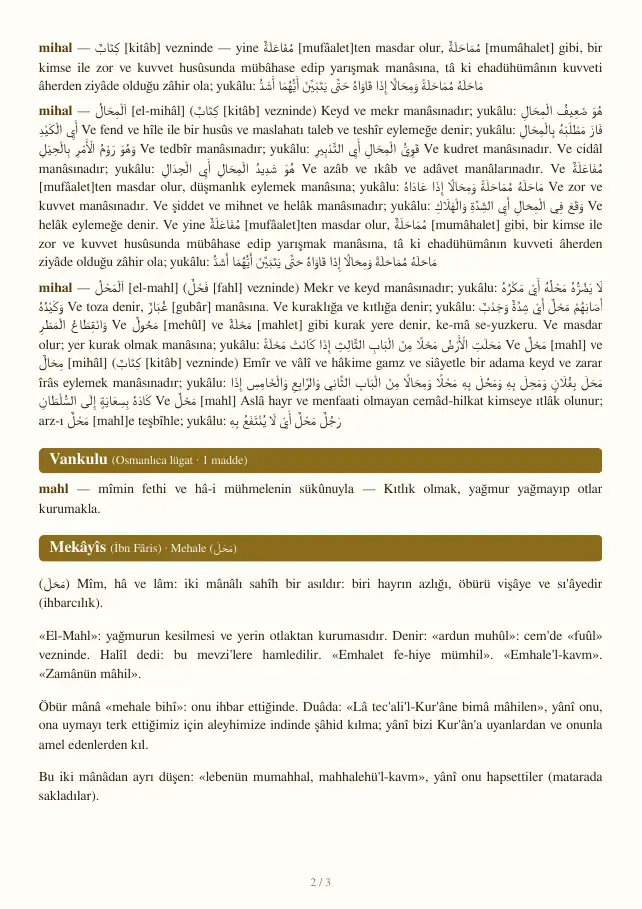 mihal — كِتَابٌ [kitâb] vezninde — yine مُفَاعَلَةٌ [mufâalet]ten masdar olur, مُمَاحَلَةٌ [mumâhalet] gibi, bir
kimse ile zor ve kuvvet husûsunda mübâhase edip yarışmak manâsına, tâ ki ehadühümânın kuvveti
âherden ziyâde olduğu zâhir ola; yukâlu: مَاحَلَهُ مُمَاحَلَةً وَمِحَالًا إِذَا قَاوَاهُ حَتَّى يَتَبَيَّنَ أَيُّهُمَا أَشَدُّ
mihal — اَلْمِحَالُ [el-mihâl] (كِتَابٌ [kitâb] vezninde) Keyd ve mekr manâsınadır; yukâlu: هُوَ ضَعِيفُ الْمِحَالِ
أَيِ الْكَيْدِ Ve fend ve hîle ile bir husûs ve maslahatı taleb ve teshîr eylemeğe denir; yukâlu: فَازَ مَطْلَبَهُ بِالْمِحَالِ
وَهُوَ رَوْمُ الْأَمْرِ بِالْحِيَلِ Ve tedbîr manâsınadır; yukâlu: قَوِيُّ الْمِحَالِ أَيِ التَّدْبِيرِ Ve kudret manâsınadır. Ve cidâl
manâsınadır; yukâlu: هُوَ شَدِيدُ الْمِحَالِ أَيِ الْجِدَالِ Ve azâb ve ıkâb ve adâvet manâlarınadır. Ve مُفَاعَلَةٌ
[mufâalet]ten masdar olur, düşmanlık eylemek manâsına; yukâlu: مَاحَلَهُ مُمَاحَلَةً وَمِحَالًا إِذَا عَادَاهُ Ve zor ve
kuvvet manâsınadır. Ve şiddet ve mihnet ve helâk manâsınadır; yukâlu: وَقَعَ فِي الْمِحَالِ أَيِ الشِّدَّةِ وَالْهَلَاكِ Ve
helâk eylemeğe denir. Ve yine مُفَاعَلَةٌ [mufâalet]ten masdar olur, مُمَاحَلَةٌ [mumâhalet] gibi, bir kimse ile
zor ve kuvvet husûsunda mübâhase edip yarışmak manâsına, tâ ki ehadühümânın kuvveti âherden
ziyâde olduğu zâhir ola; yukâlu: مَاحَلَهُ مُمَاحَلَةً وَمِحَالًا إِذَا قَاوَاهُ حَتَّى يَتَبَيَّنَ أَيُّهُمَا أَشَدُّ
mihal — اَلْمَحْلُ [el-mahl] (فَحْلٌ [fahl] vezninde) Mekr ve keyd manâsınadır; yukâlu: لَا يَضُرُّهُ مَحْلُهُ أَيْ مَكْرُهُ
وَكَيْدُهُ Ve toza denir, غُبَارٌ [gubâr] manâsına. Ve kuraklığa ve kıtlığa denir; yukâlu: أَصَابَهُمْ مَحْلٌ أَيْ شِدَّةٌ وَجَدْبٌ
وَانْقِطَاعُ الْمَطَرِ Ve مُحُولٌ [mehûl] ve مَحْلَةٌ [mahlet] gibi kurak yere denir, ke-mâ se-yuzkeru. Ve masdar
olur; yer kurak olmak manâsına; yukâlu: مَحَلَتِ الْأَرْضُ مَحْلًا مِنَ الْبَابِ الثَّالِثِ إِذَا كَانَتْ مَحْلَةً Ve مَحْلٌ [mahl] ve
مِحَالٌ [mihâl] (كِتَابٌ [kitâb] vezninde) Emîr ve vâlî ve hâkime gamz ve siâyetle bir adama keyd ve zarar
îrâs eylemek manâsınadır; yukâlu: مَحَلَ بِفُلَانٍ وَمَحِلَ بِهِ وَمَحُلَ بِهِ مَحْلًا وَمِحَالًا مِنَ الْبَابِ الثَّانِي وَالرَّابِعِ وَالْخَامِسِ إِذَا
كَادَهُ بِسِعَايَةٍ إِلَى السُّلْطَانِ Ve مَحْلٌ [mahl] Aslâ hayr ve menfaati olmayan cemâd-hilkat kimseye ıtlâk olunur;
arz-ı مَحْلٌ [mahl]e teşbîhle; yukâlu: رَجُلٌ مَحْلٌ أَيْ لَا يُنْتَفَعُ بِهِ
Vankulu (Osmanlıca lügat · 1 madde)
mahl — mîmin fethi ve hâ-i mühmelenin sükûnuyla — Kıtlık olmak, yağmur yağmayıp otlar
kurumakla.
Mekâyîs (İbn Fâris) · Mehale (مَحَلَ)
(مَحَلَ) Mîm, hâ ve lâm: iki mânâlı sahîh bir asıldır: biri hayrın azlığı, öbürü vişâye ve sı'âyedir
(ihbarcılık).
«El-Mahl»: yağmurun kesilmesi ve yerin otlaktan kurumasıdır. Denir: «ardun muhûl»: cem'de «fuûl»
vezninde. Halîl dedi: bu mevzi'lere hamledilir. «Emhalet fe-hiye mümhil». «Emhale'l-kavm».
«Zamânün mâhil».
Öbür mânâ «mehale bihî»: onu ihbar ettiğinde. Duâda: «Lâ tec'ali'l-Kur'âne bimâ mâhilen», yânî onu,
ona uymayı terk ettiğimiz için aleyhimize indinde şâhid kılma; yânî bizi Kur'ân'a uyanlardan ve onunla
amel edenlerden kıl.
Bu iki mânâdan ayrı düşen: «lebenün mumahhal, mahhalehü'l-kavm», yânî onu hapsettiler (matarada
sakladılar).
2 / 3